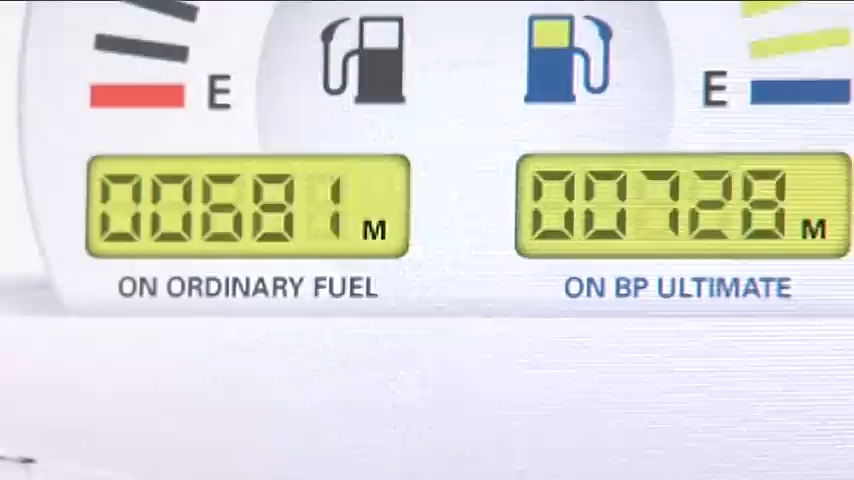 E
E
00681 M
00728 M
ON ORDINARY FUEL
ON BP ULTIMATE